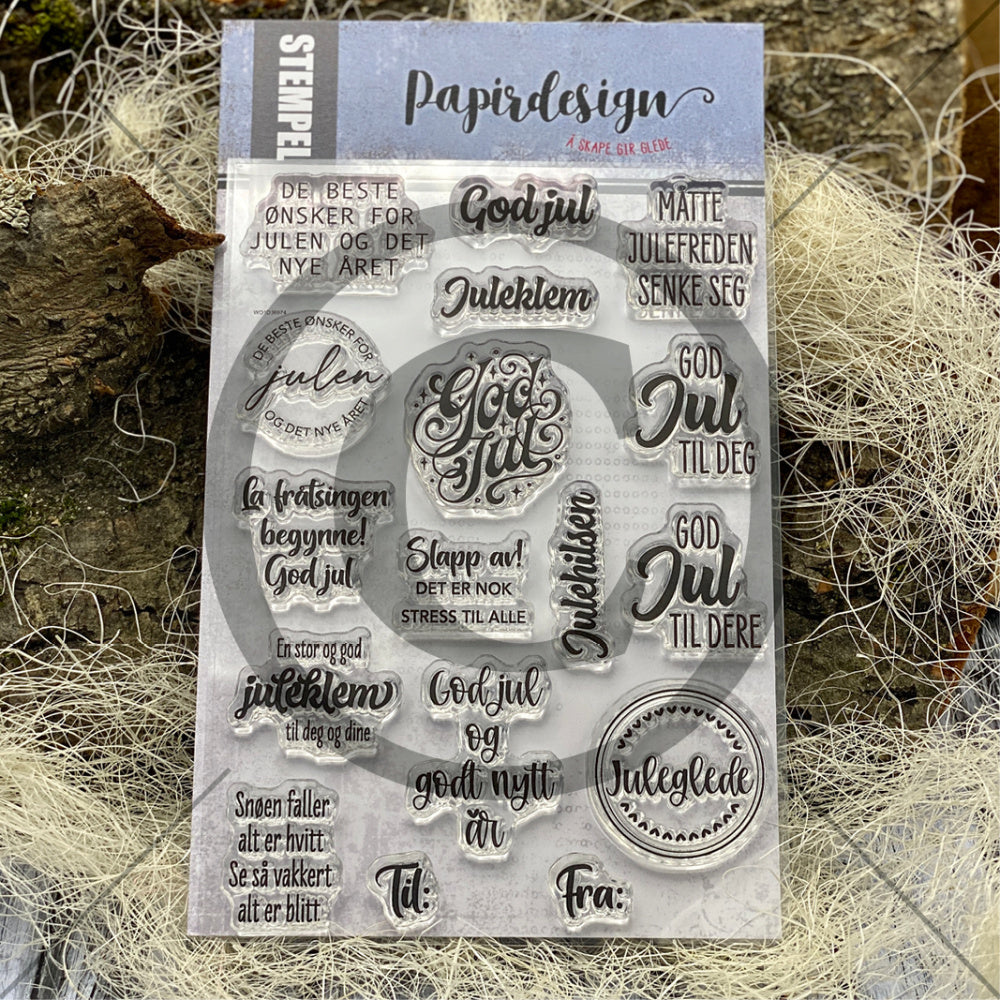 STEMPEL
Papirdesign
Å SKAPE GIR GLEDE
DE BESTE
ØNSKER FOR
JULEN OG DET
NYE ÅRET
God jul
MÅTTE
JULEFREDEN
SENKE SEG
Juleklem
DE BESTE ØNSKER FOR
julen
OG DET NYE ÅRET
God
Jul
GOD
Jul
TIL DEG
La fråtsingen
begynne!
God jul
Slapp av!
DET ER NOK
STRESS TIL ALLE
Julehilsen
GOD
Jul
TIL DERE
En stor og god
juleklem
til deg og dine
God jul
og
godt nytt
år
Juleglede
Snøen faller
alt er hvitt
Se så vakkert
alt er blitt
Til:
Fra: